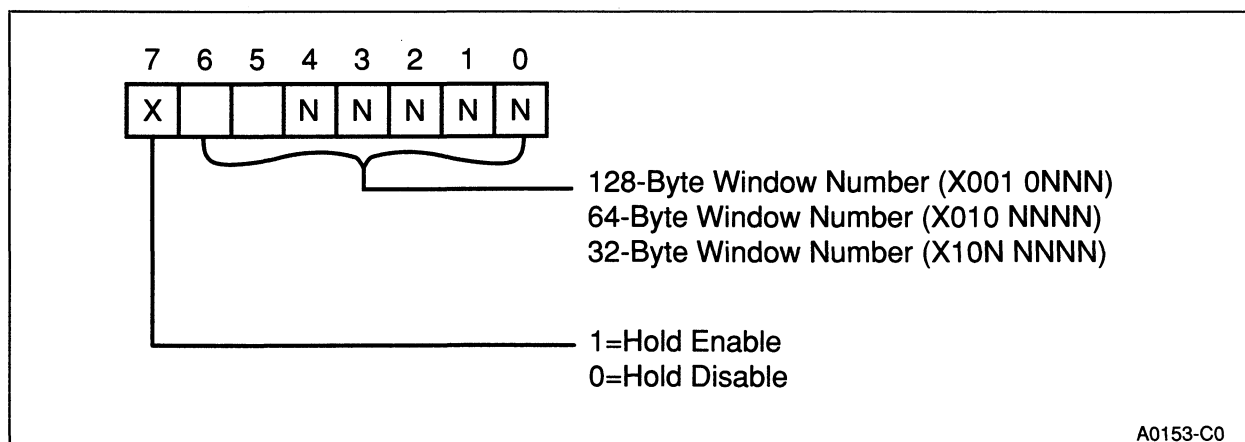 7 6 5 4 3 2 1 0
X N N N N N
128-Byte Window Number (X001 0NNN)
64-Byte Window Number (X010 NNNN)
32-Byte Window Number (X10N NNNN)
1=Hold Enable
0=Hold Disable
A0153-C0